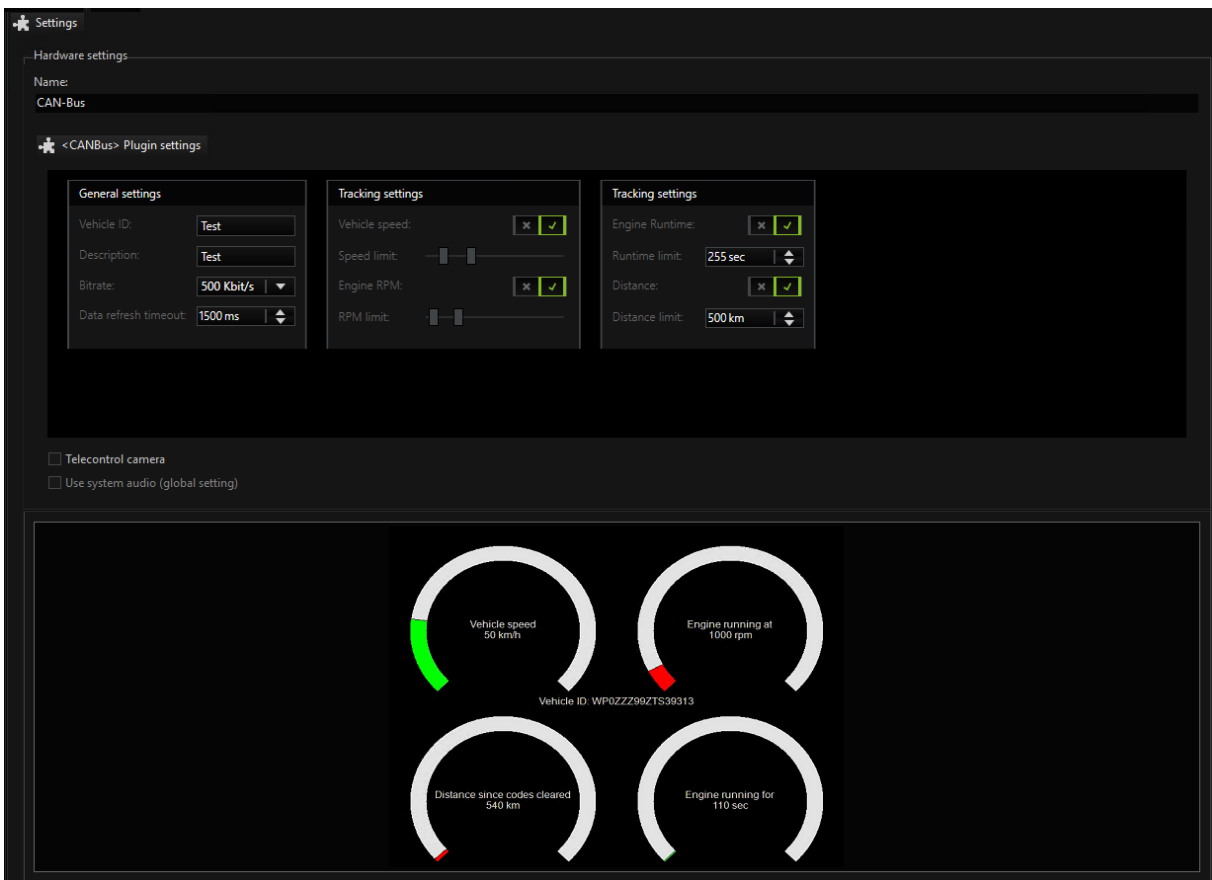 Settings
Hardware settings
Name:
CAN-Bus
<CANBus> Plugin settings
General settings
Vehicle ID:
Test
Description:
Test
Bitrate:
500 Kbit/s
Data refresh timeout:
1500 ms
Tracking settings
Vehicle speed:
Speed limit:
Engine RPM:
RPM limit:
Tracking settings
Engine Runtime:
Runtime limit:
255 sec
Distance:
Distance limit:
500 km
Telecontrol camera
Use system audio (global setting)
Vehicle speed
50 km/h
Engine running at
1000 rpm
Vehicle ID: WP0ZZZ99ZTS39313
Distance since codes cleared
540 km
Engine running for
110 sec